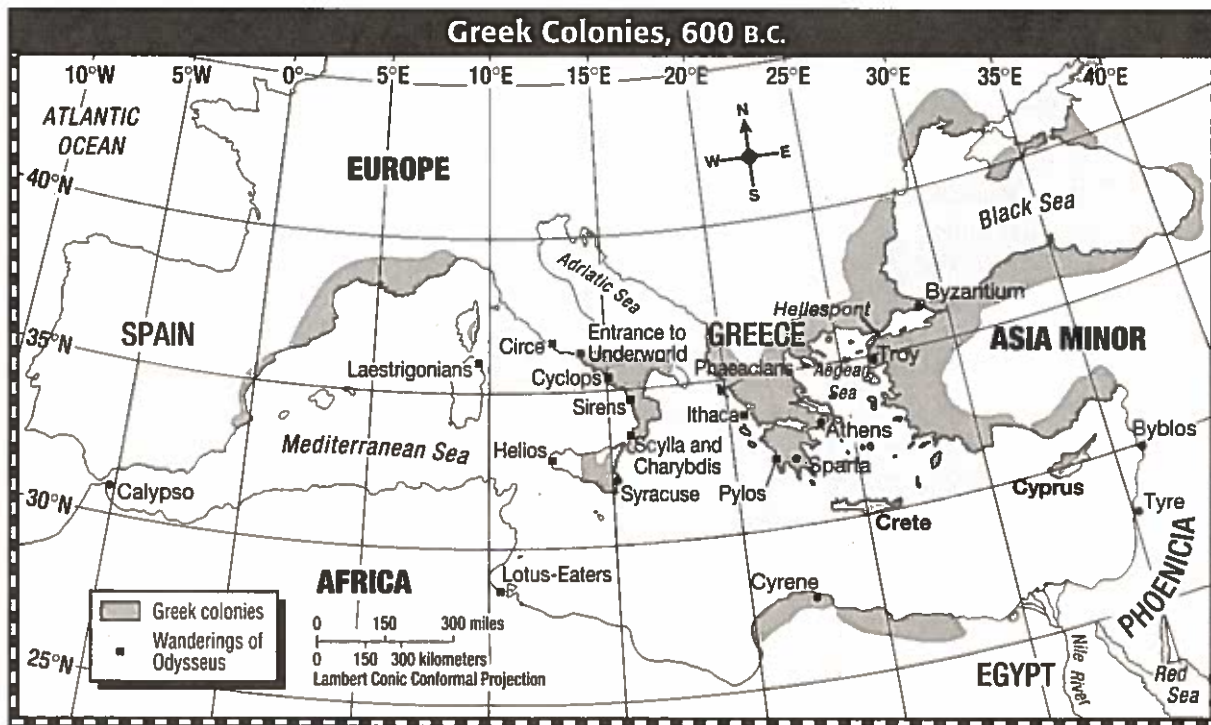 Greek Colonies, 600 B.C.
10°W
5°W
0°
5°E
10°E
15°E
20°E
25°E
30°E
35°E
40°E
ATLANTIC
OCEAN
EUROPE
N
W
E
S
40°N
Black Sea
Adriatic Sea
Hellespont
Byzantium
SPAIN
Circe
Entrance to
Underworld
GREECE
ASIA MINOR
35°N
Laestrigonians
Cyclops
Phaeacians
Aegean
Sea
Troy
Sirens
Ithaca
Athens
Mediterranean Sea
Helios
Scylla and
Charybdis
Sparta
Byblos
30°N
Calypso
Syracuse
Pylos
Cyprus
Crete
Tyre
AFRICA
Lotus-Eaters
Cyrene
PHOENICIA
Greek colonies
Wanderings of
Odysseus
0 150 300 miles
0 150 300 kilometers
Lambert Conic Conformal Projection
25°N
EGYPT
Nile
River
Red
Sea